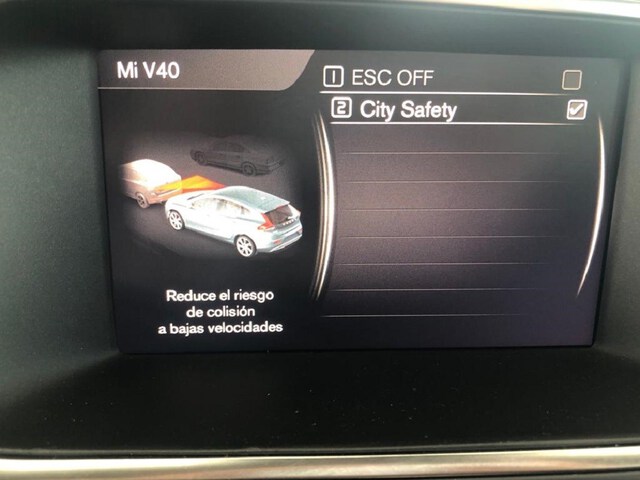 Mi V40
1 ESC OFF
2 City Safety
Reduce el riesgo
de colisión
a bajas velocidades